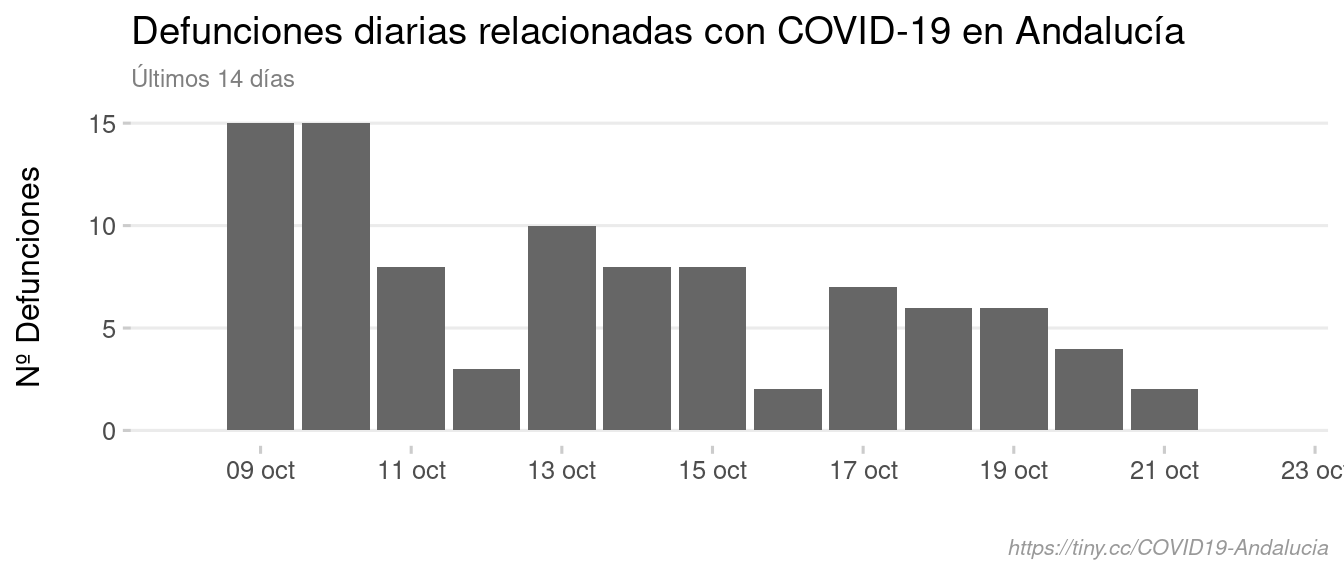 Defunciones diarias relacionadas con COVID-19 en Andalucía
Últimos 14 días
Nº Defunciones
15
10
5
0
09 oct
11 oct
13 oct
15 oct
17 oct
19 oct
21 oct
23 oct
https://tiny.cc/COVID19-Andalucia